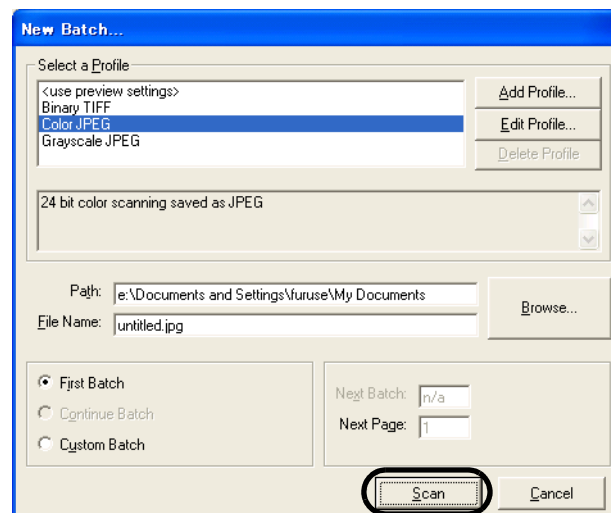 New Batch...
Select a Profile
<use preview settings>
Binary TIFF
Color JPEG
Grayscale JPEG
Add Profile...
Edit Profile...
Delete Profile
24 bit color scanning saved as JPEG
Path: e:\Documents and Settings\furuse\My Documents
File Name: untitled.jpg
Browse...
First Batch
Continue Batch
Custom Batch
Next Batch: n/a
Next Page: 1
Scan
Cancel